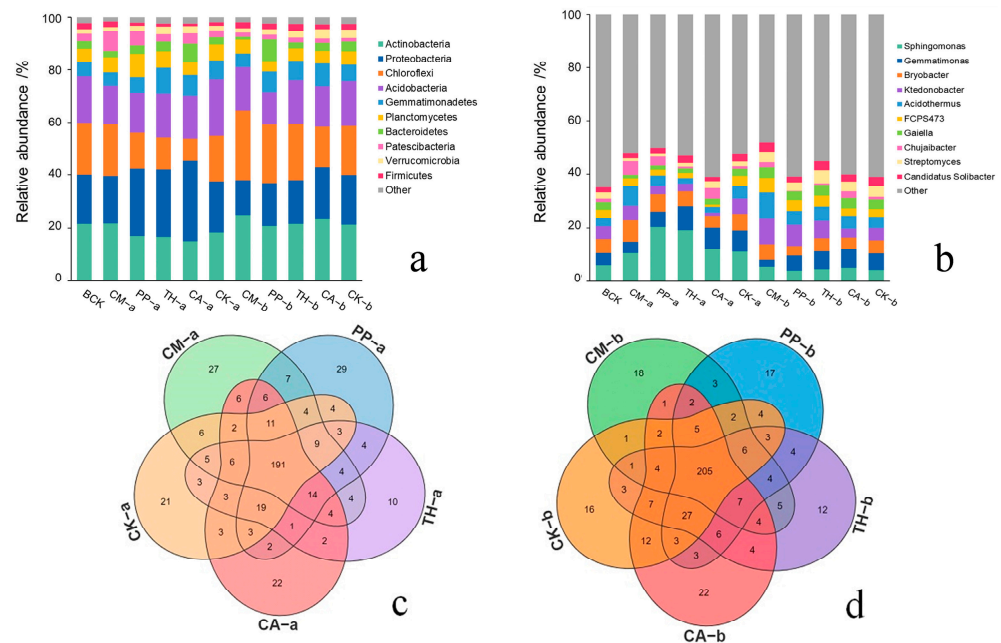 Relative abundance /%
100
80
60
40
20
0
BCK
CM-a
PP-a
TH-a
CA-a
CK-a
CM-b
PP-b
TH-b
CA-b
CK-b
Actinobacteria
Proteobacteria
Chloroflexi
Acidobacteria
Gemmatimonadetes
Planctomycetes
Bacteroidetes
Patescibacteria
Verrucomicrobia
Firmicutes
Other
a
Relative abundance /%
100
80
60
40
20
0
BCK
CM-a
PP-a
TH-a
CA-a
CK-a
CM-b
PP-b
TH-b
CA-b
CK-b
Sphingomonas
Gemmatimonas
Bryobacter
Ktedonobacter
Acidothermus
FCPS473
Gaiella
Chujaibacter
Streptomyces
Candidatus Solibacter
Other
b
CM-a
PP-a
27
7
29
6
6
4
4
6
2
11
3
9
4
5
6
191
4
3
3
14
4
21
19
4
10
3
3
1
2
2
22
CK-a
TH-a
CA-a
c
CM-b
PP-b
18
3
17
1
2
2
4
1
2
5
3
6
4
1
4
205
4
3
7
7
5
16
27
4
12
12
3
6
4
3
22
CK-b
TH-b
CA-b
d